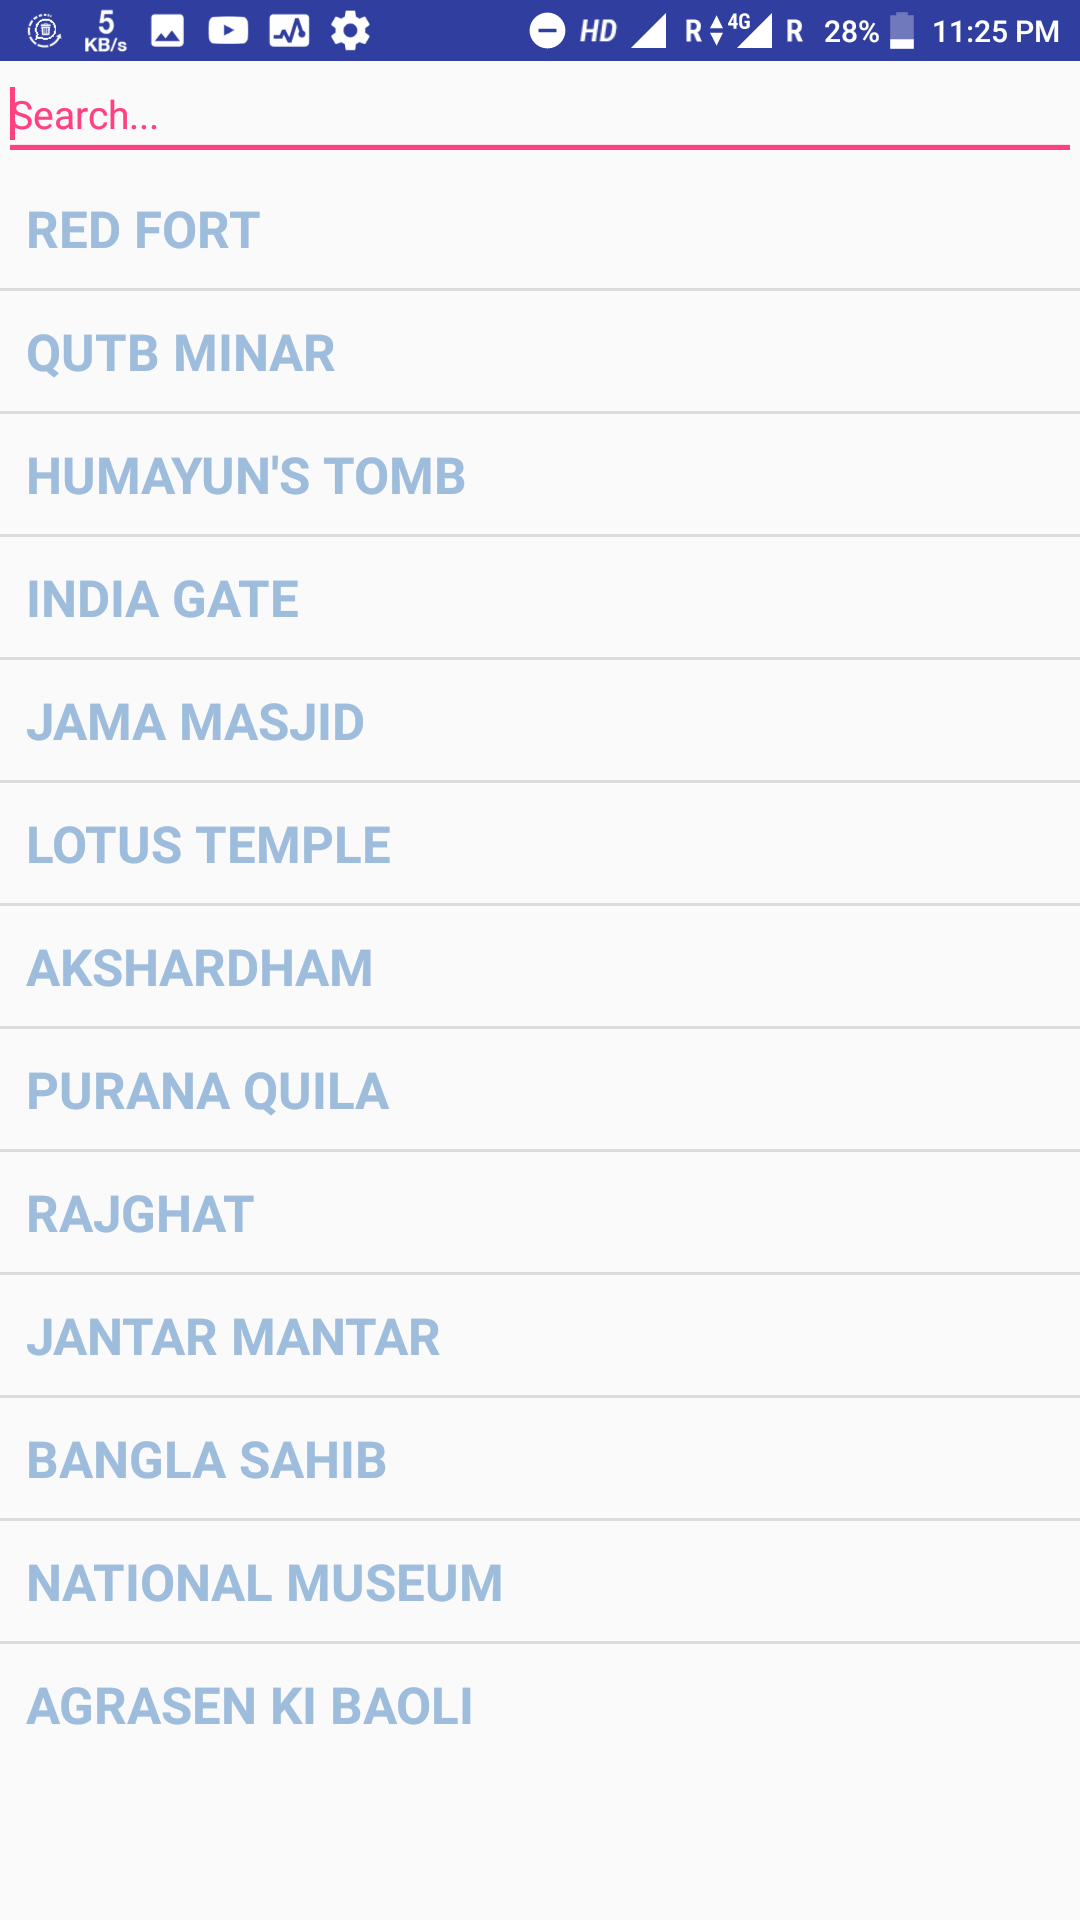 5 KB/s HD R 4G R 28% 11:25 PM
Search...
RED FORT
QUTB MINAR
HUMAYUN'S TOMB
INDIA GATE
JAMA MASJID
LOTUS TEMPLE
AKSHARDHAM
PURANA QUILA
RAJGHAT
JANTAR MANTAR
BANGLA SAHIB
NATIONAL MUSEUM
AGRASEN KI BAOLI